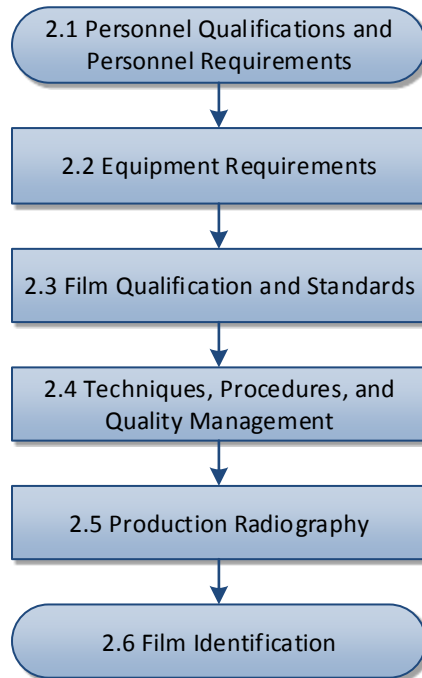 2.1 Personnel Qualifications and
Personnel Requirements
2.2 Equipment Requirements
2.3 Film Qualification and Standards
2.4 Techniques, Procedures, and
Quality Management
2.5 Production Radiography
2.6 Film Identification